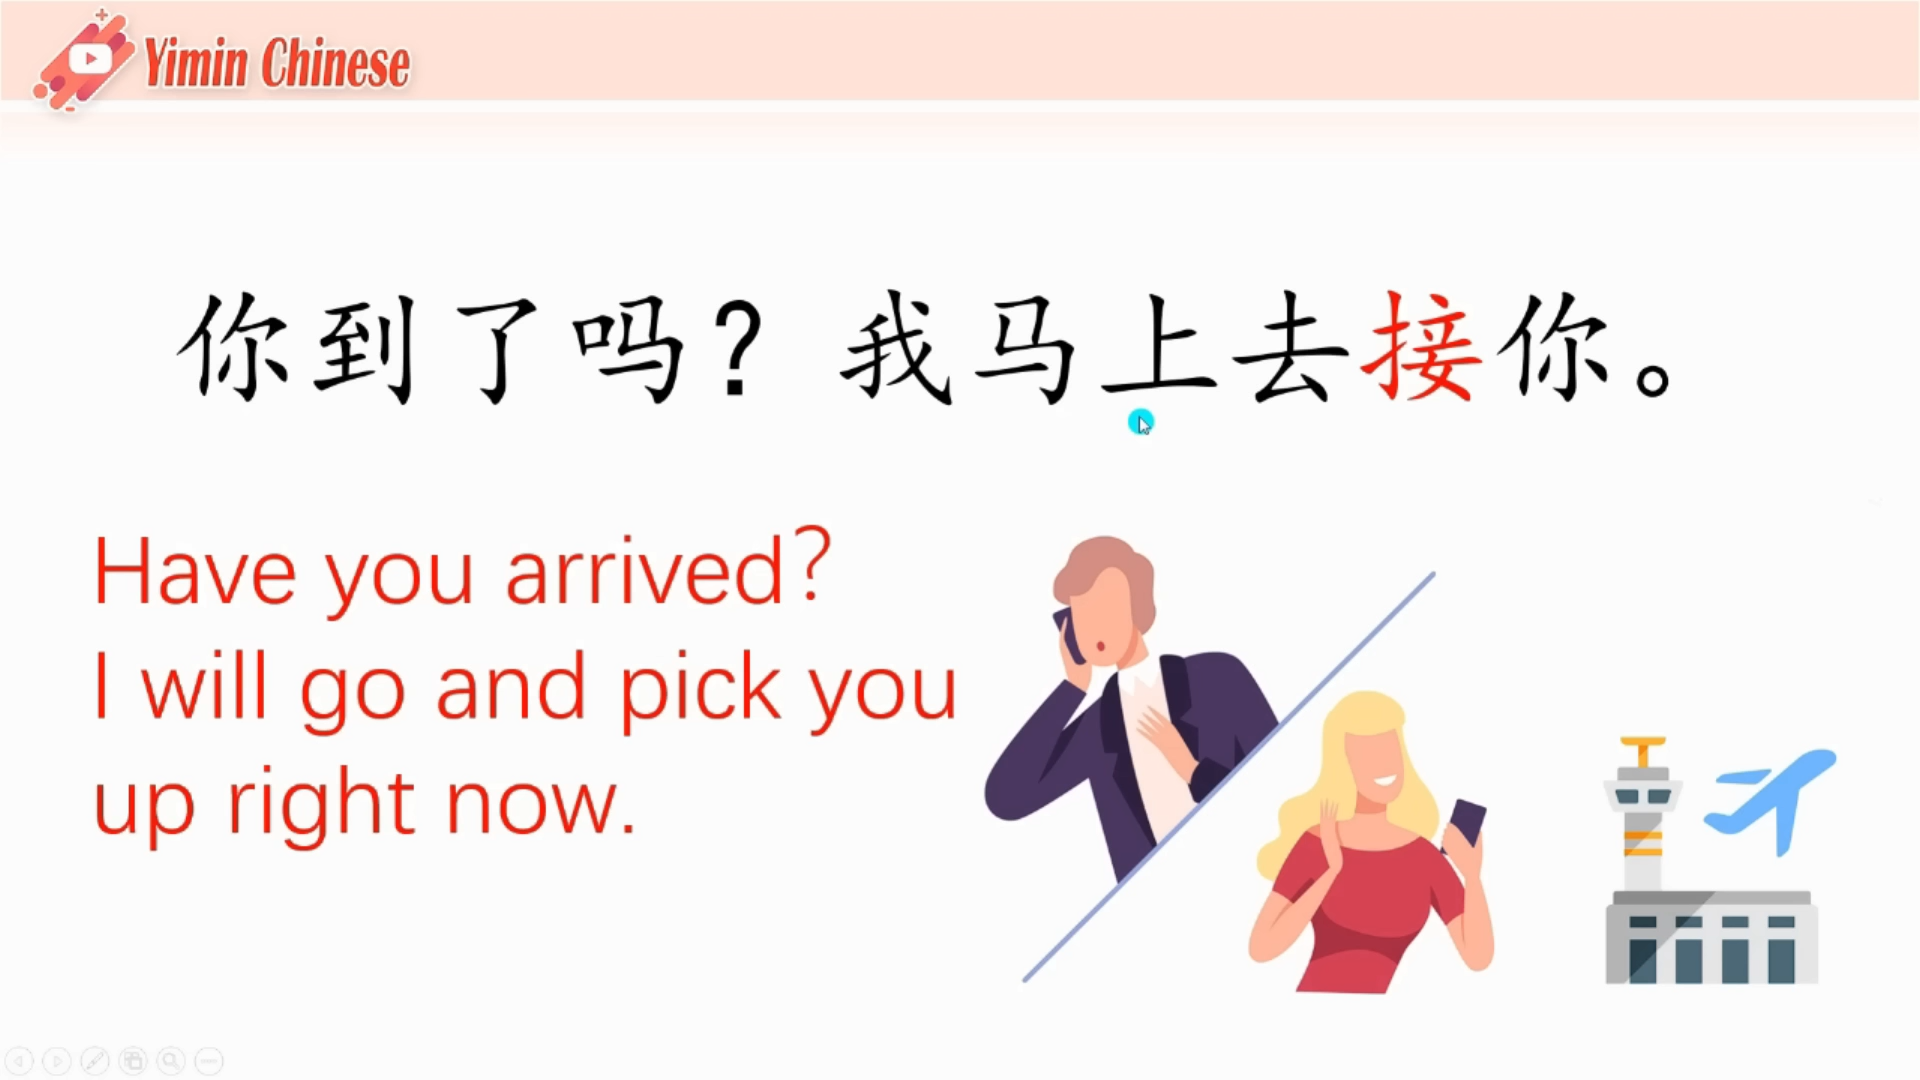 Yimin Chinese
你到了吗？我马上去接你。
Have you arrived?
I will go and pick you
up right now.